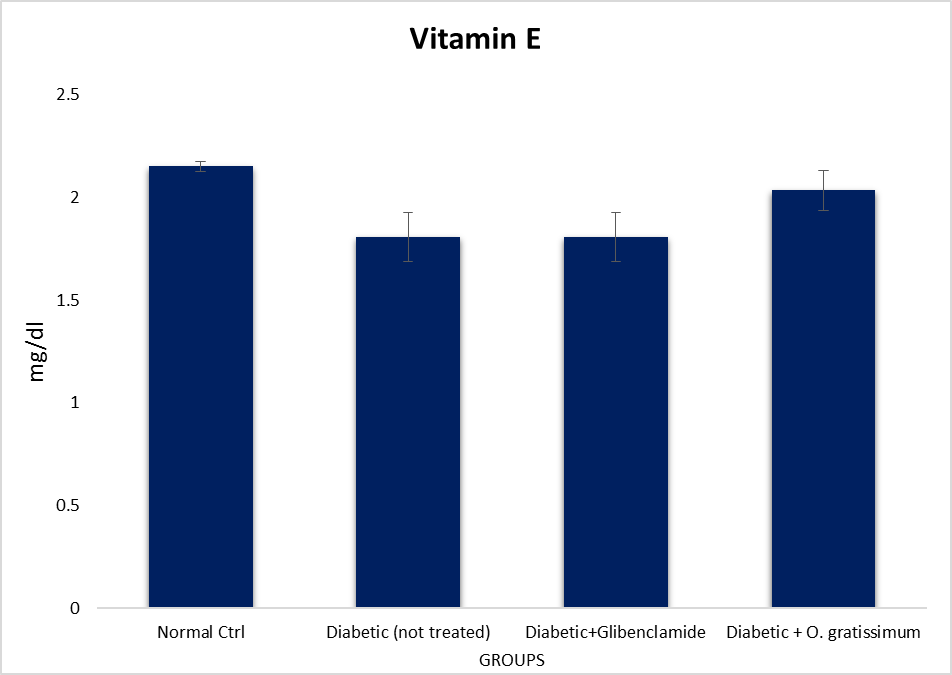 Vitamin E
2.5
2
1.5
1
0.5
0
mg/dl
Normal Ctrl
Diabetic (not treated)
Diabetic+Glibenclamide
Diabetic + O. gratissimum
GROUPS